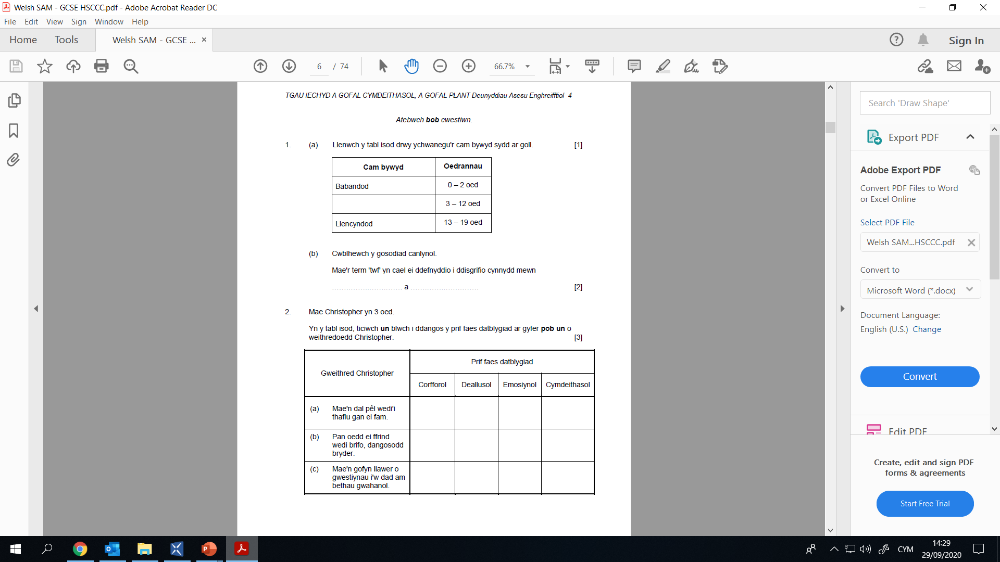 Welsh SAM - GCSE HSCCC.pdf - Adobe Acrobat Reader DC
File Edit View Sign Window Help
Home Tools Welsh SAM - GCSE ... × Sign In
6 / 74 66.7%
TGAU IECHYD A GOFAL CYMDEITHASOL, A GOFAL PLANT Deunyddiau Asesu Enghreifftiol 4
Atebwch bob cwestiwn.
1. (a) Llenwch y tabl isod drwy ychwanegu'r cam bywyd sydd ar goll. [1]
Cam bywyd Oedrannau
Babandod 0 – 2 oed
3 – 12 oed
Llencyndod 13 – 19 oed
(b) Cwblhewch y gosodiad canlynol.
Mae'r term 'twf' yn cael ei ddefnyddio i ddisgrifio cynnydd mewn
.............................. a ............................. [2]
2. Mae Christopher yn 3 oed.
Yn y tabl isod, ticiwch un blwch i ddangos y prif faes datblygiad ar gyfer pob un o
weithredoedd Christopher. [3]
Gweithred Christopher
Prif faes datblygiad
Corfforol Deallusol Emosiynol Cymdeithasol
(a) Mae'n dal pêl wedi'i
thaflu gan ei fam.
(b) Pan oedd ei ffrind
wedi brifo, dangosodd
bryder.
(c) Mae'n gofyn llawer o
gwestiynau i'w dad am
bethau gwahanol.
Search 'Draw Shape'
Export PDF
Adobe Export PDF
Convert PDF Files to Word
or Excel Online
Select PDF File
Welsh SAM...HSCCC.pdf
Convert to
Microsoft Word (*.docx)
Document Language:
English (U.S.) Change
Convert
Edit PDF
Create, edit and sign PDF
forms & agreements
Start Free Trial
CYM
14:29
29/09/2020